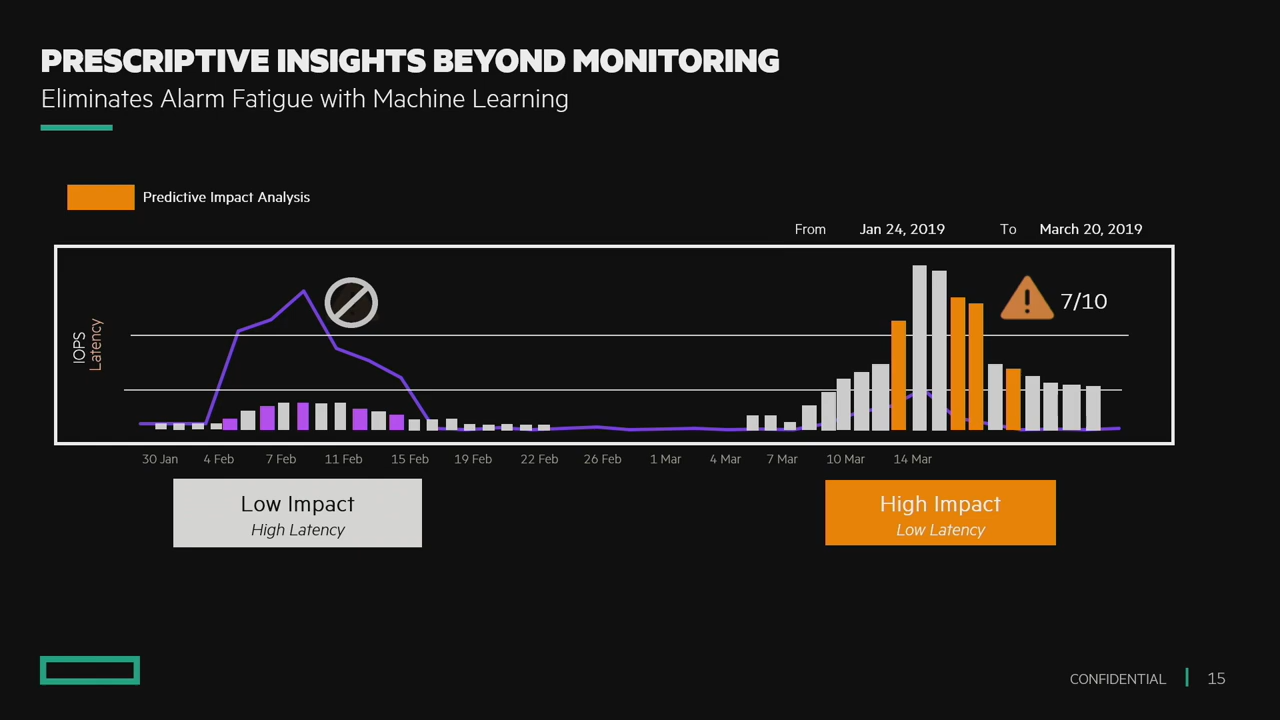 PRESCRIPTIVE INSIGHTS BEYOND MONITORING
Eliminates Alarm Fatigue with Machine Learning
Predictive Impact Analysis
From Jan 24, 2019 To March 20, 2019
IOPS
Latency
7/10
30 Jan 4 Feb 7 Feb 11 Feb 15 Feb 19 Feb 22 Feb 26 Feb 1 Mar 4 Mar 7 Mar 10 Mar 14 Mar
Low Impact
High Latency
High Impact
Low Latency
CONFIDENTIAL 15